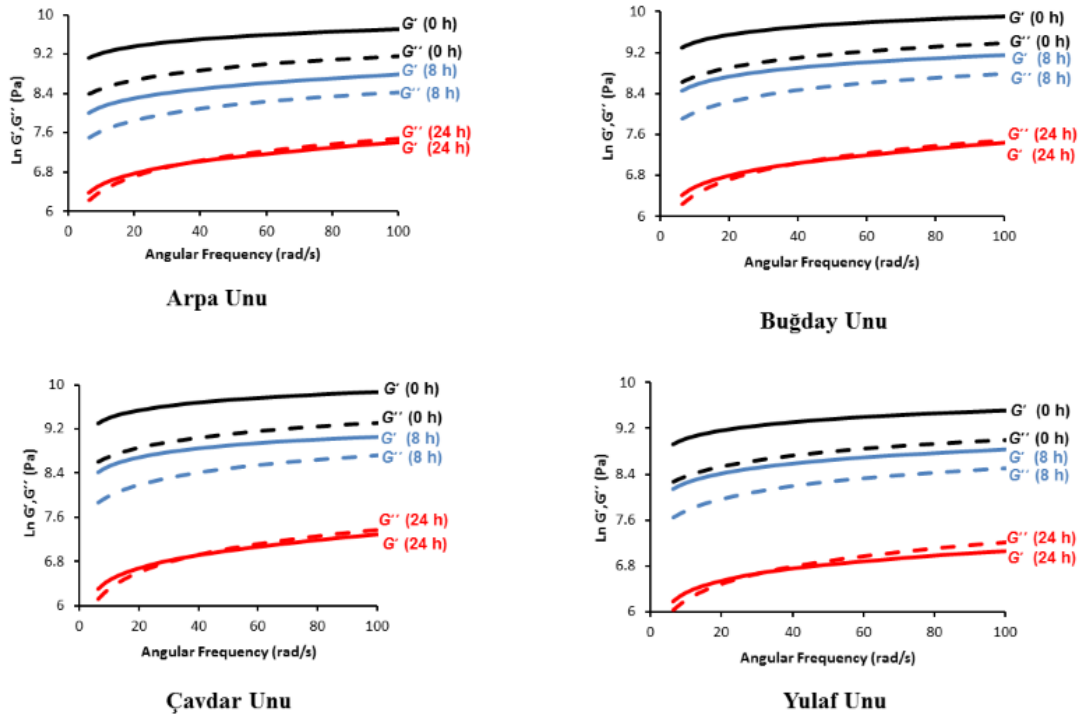 10
9.2
8.4
7.6
6.8
6
Ln G′,G′′ (Pa)
G′ (0 h)
G′′ (0 h)
G′ (8 h)
G′′ (8 h)
G′′ (24 h)
G′ (24 h)
0 20 40 60 80 100
Angular Frequency (rad/s)
Arpa Unu
10
9.2
8.4
7.6
6.8
6
Ln G′,G′′ (Pa)
G′ (0 h)
G′′ (0 h)
G′ (8 h)
G′′ (8 h)
G′′ (24 h)
G′ (24 h)
0 20 40 60 80 100
Angular Frequency (rad/s)
Buğday Unu
10
9.2
8.4
7.6
6.8
6
Ln G′,G′′ (Pa)
G′ (0 h)
G′′ (0 h)
G′ (8 h)
G′′ (8 h)
G′′ (24 h)
G′ (24 h)
0 20 40 60 80 100
Angular Frequency (rad/s)
Çavdar Unu
10
9.2
8.4
7.6
6.8
6
Ln G′,G′′ (Pa)
G′ (0 h)
G′′ (0 h)
G′ (8 h)
G′′ (8 h)
G′′ (24 h)
G′ (24 h)
0 20 40 60 80 100
Angular Frequency (rad/s)
Yulaf Unu